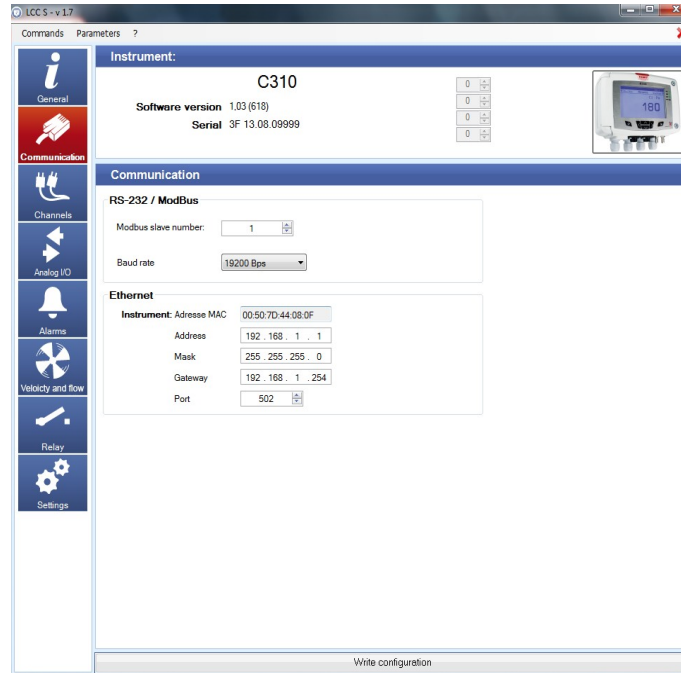 LCC S - v 1.7
Commands Parameters ?
General
Communication
Channels
Analog I/O
Alarms
Veloicty and flow
Relay
Settings
Instrument:
C310
Software version 1,03 (618)
Serial 3F 13.08.09999
0
0
0
0
180
Communication
RS-232 / ModBus
Modbus slave number: 1
Baud rate 19200 Bps
Ethernet
Instrument: Adresse MAC 00:50:7D:44:08:0F
Address 192 . 168 . 1 . 1
Mask 255 . 255 . 255 . 0
Gateway 192 . 168 . 1 . 254
Port 502
Write configuration